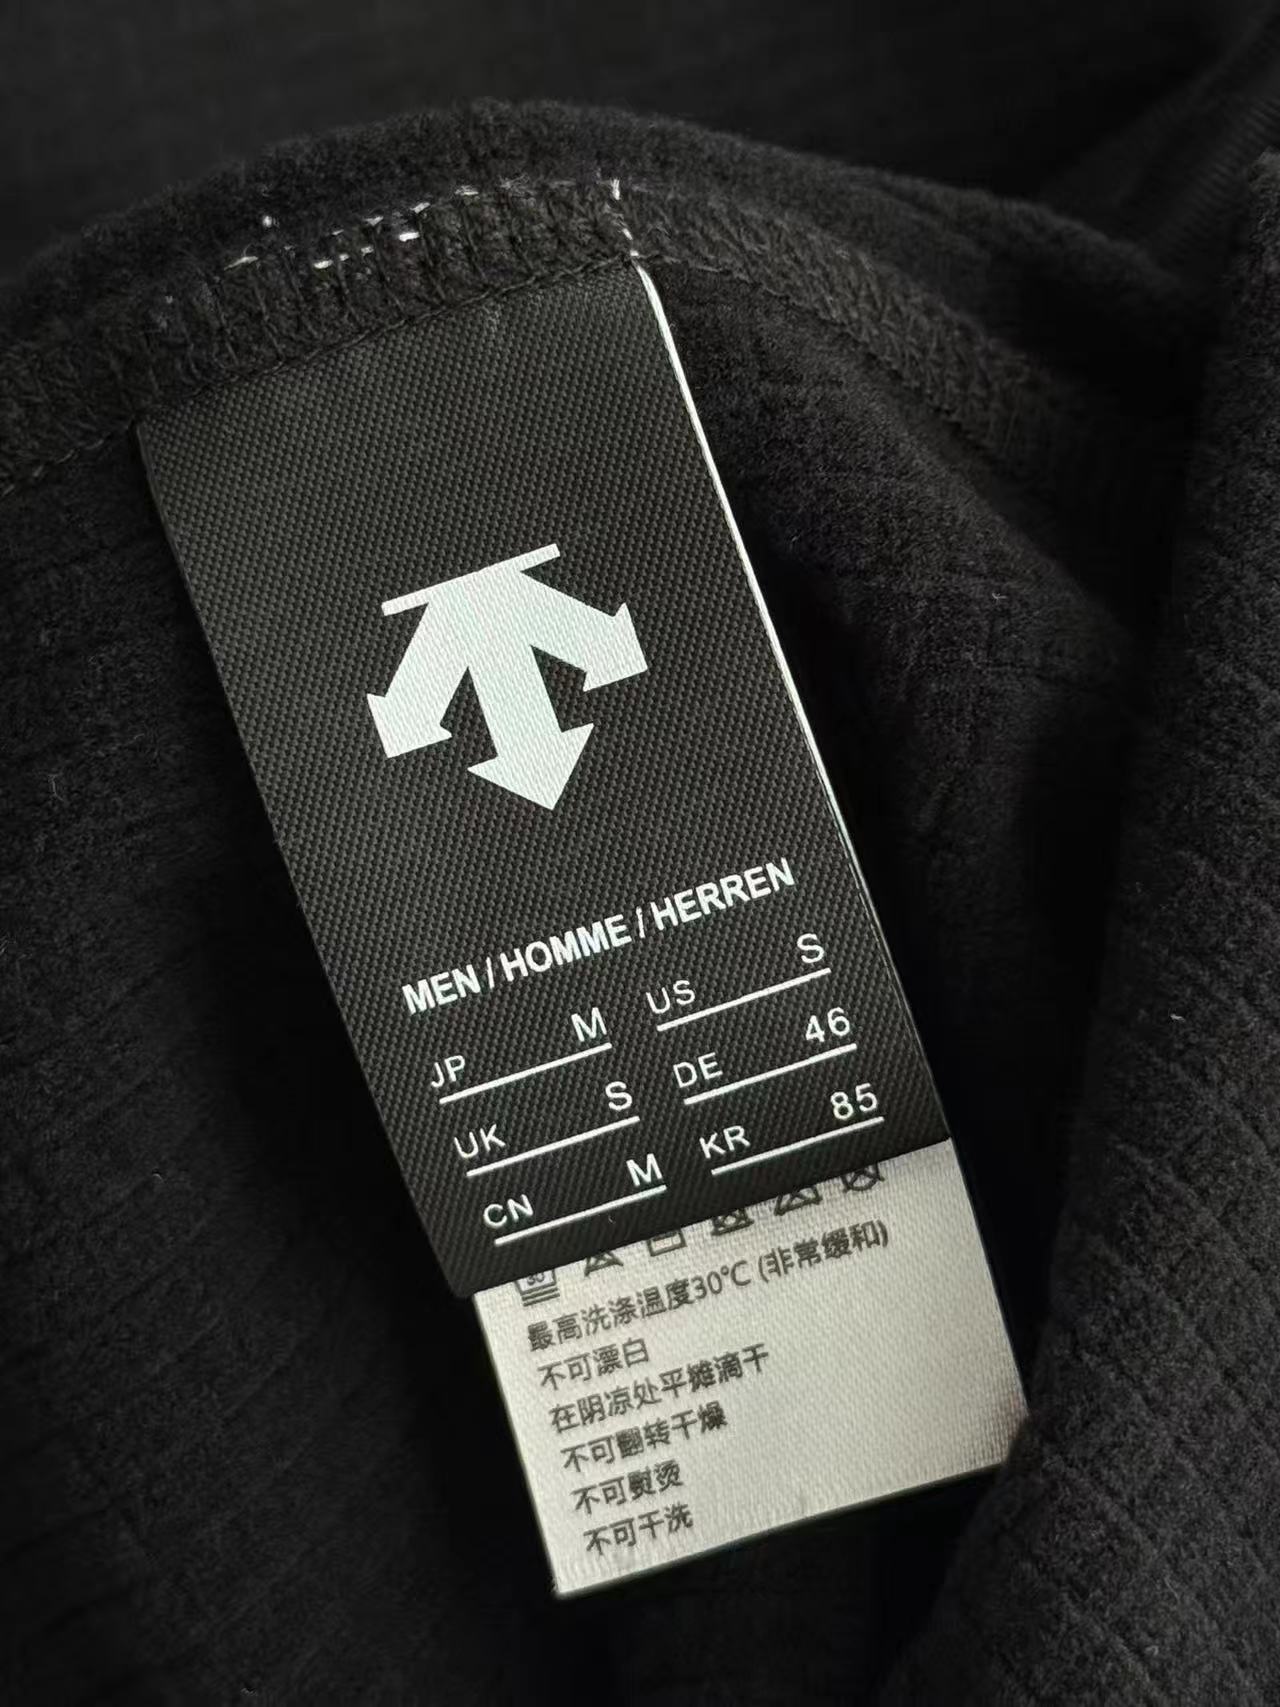 MEN / HOMME / HERREN
JP M US S
UK S DE 46
CN M KR 85
30
最高洗涤温度30°C (非常缓和)
不可漂白
在阴凉处平摊滴干
不可翻转干燥
不可熨烫
不可干洗